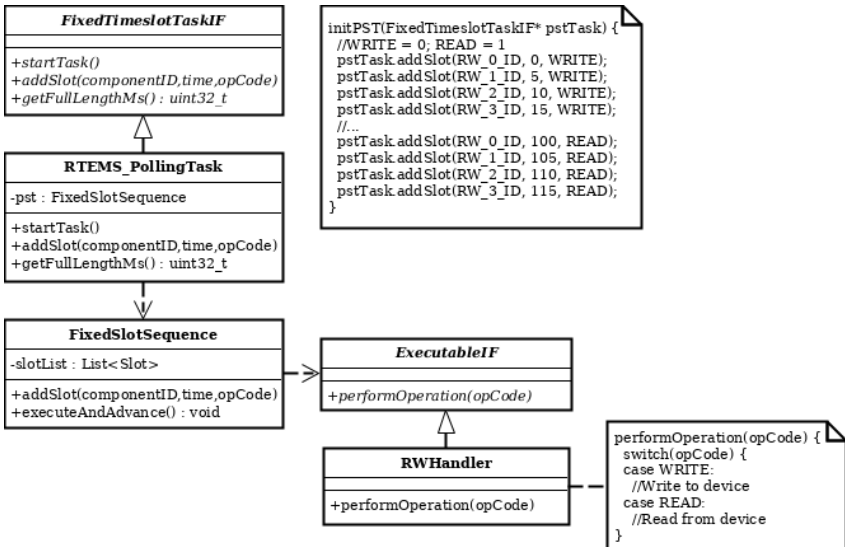 FixedTimeslotTaskIF
+startTask()
+addSlot(componentID,time,opCode)
+getFullLengthMs() : uint32_t
initPST(FixedTimeslotTaskIF* pstTask) {
//WRITE = 0; READ = 1
pstTask.addSlot(RW_0_ID, 0, WRITE);
pstTask.addSlot(RW_1_ID, 5, WRITE);
pstTask.addSlot(RW_2_ID, 10, WRITE);
pstTask.addSlot(RW_3_ID, 15, WRITE);
//...
pstTask.addSlot(RW_0_ID, 100, READ);
pstTask.addSlot(RW_1_ID, 105, READ);
pstTask.addSlot(RW_2_ID, 110, READ);
pstTask.addSlot(RW_3_ID, 115, READ);
}
RTEMS_PollingTask
-pst : FixedSlotSequence
+startTask()
+addSlot(componentID,time,opCode)
+getFullLengthMs() : uint32_t
FixedSlotSequence
-slotList : List<Slot>
+addSlot(componentID,time,opCode)
+executeAndAdvance() : void
ExecutableIF
+performOperation(opCode)
RWHandler
+performOperation(opCode)
performOperation(opCode) {
switch(opCode) {
case WRITE:
//Write to device
case READ:
//Read from device
}